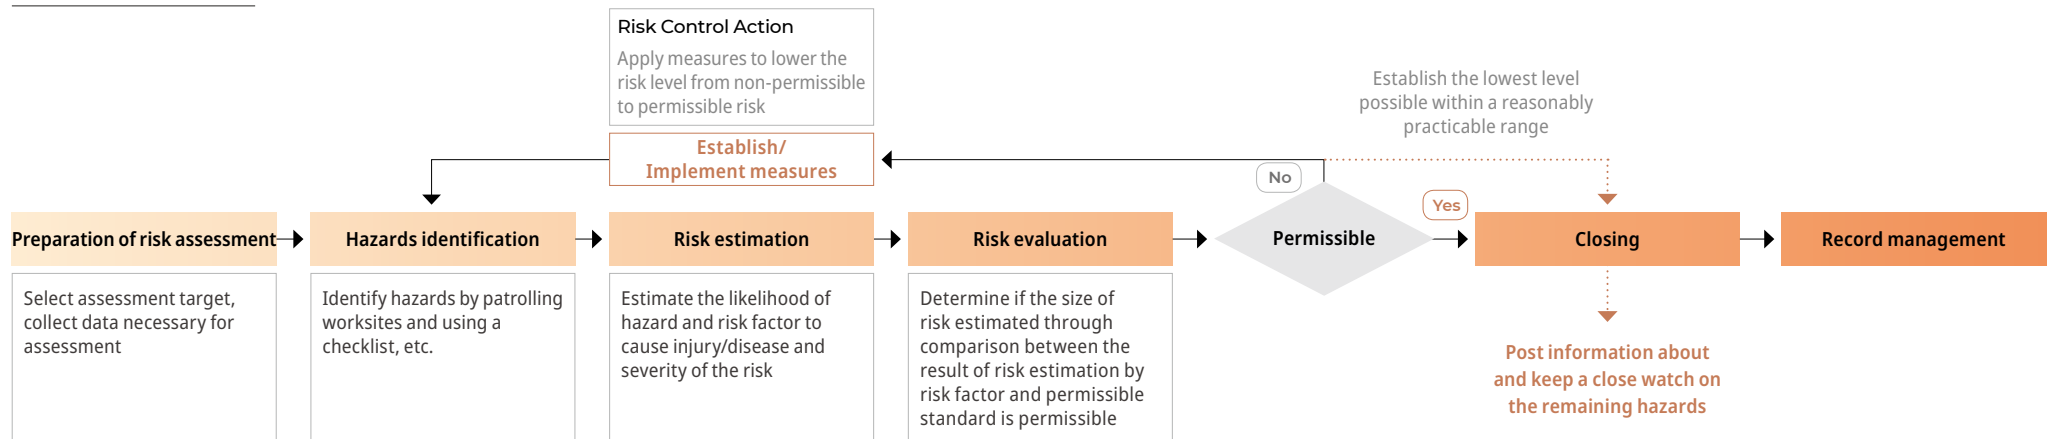 Risk Control Action
Apply measures to lower the
risk level from non-permissible
to permissible risk
Establish/
Implement measures
Establish the lowest level
possible within a reasonably
practicable range
No
Yes
Preparation of risk assessment
Hazards identification
Risk estimation
Risk evaluation
Permissible
Closing
Record management
Select assessment target,
collect data necessary for
assessment
Identify hazards by patrolling
worksites and using a
checklist, etc.
Estimate the likelihood of
hazard and risk factor to
cause injury/disease and
severity of the risk
Determine if the size of
risk estimated through
comparison between the
result of risk estimation by
risk factor and permissible
standard is permissible
Post information about
and keep a close watch on
the remaining hazards